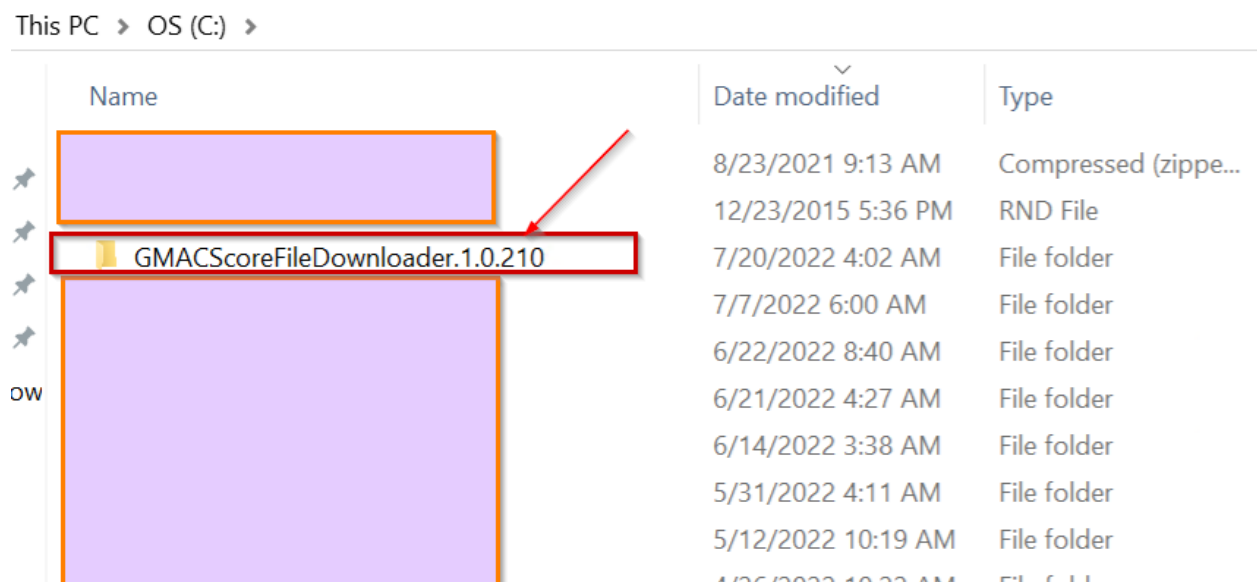 This PC > OS (C:) >
Name Date modified Type
8/23/2021 9:13 AM Compressed (zippe...
12/23/2015 5:36 PM RND File
GMACScoreFileDownloader.1.0.210 7/20/2022 4:02 AM File folder
7/7/2022 6:00 AM File folder
6/22/2022 8:40 AM File folder
6/21/2022 4:27 AM File folder
ow
6/14/2022 3:38 AM File folder
5/31/2022 4:11 AM File folder
5/12/2022 10:19 AM File folder